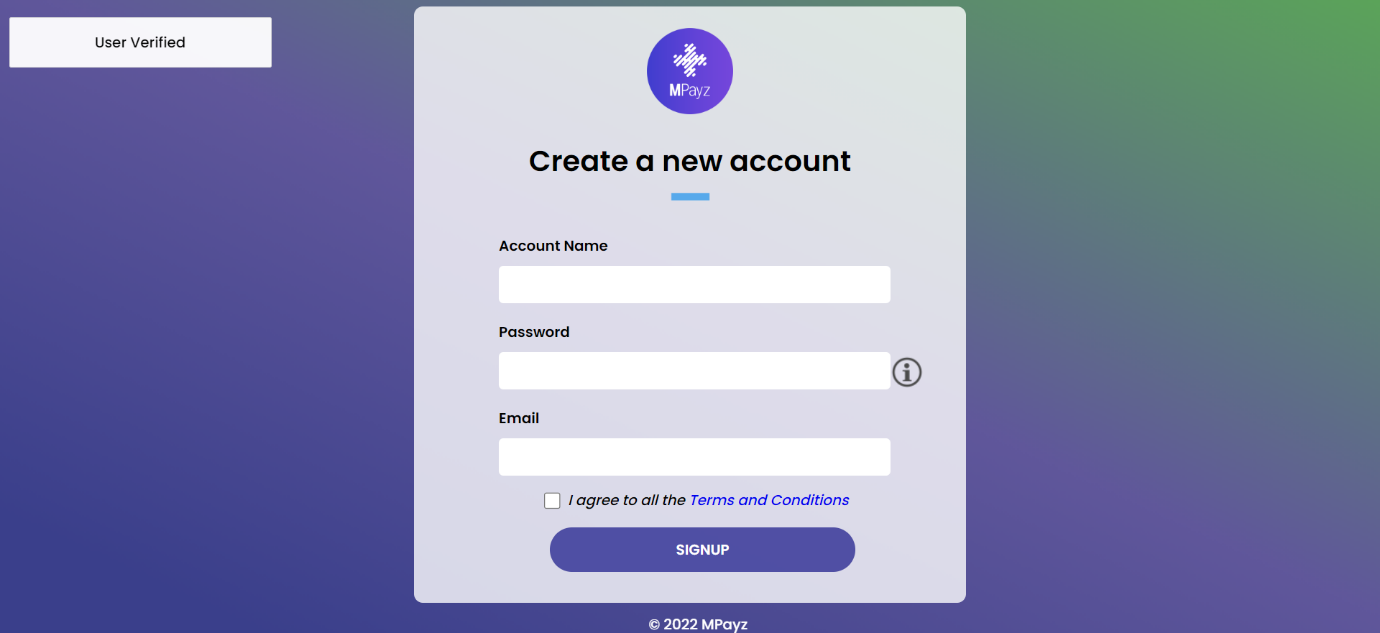 User Verified
MPayz
Create a new account
Account Name
Password
Email
I agree to all the Terms and Conditions
SIGNUP
© 2022 MPayz